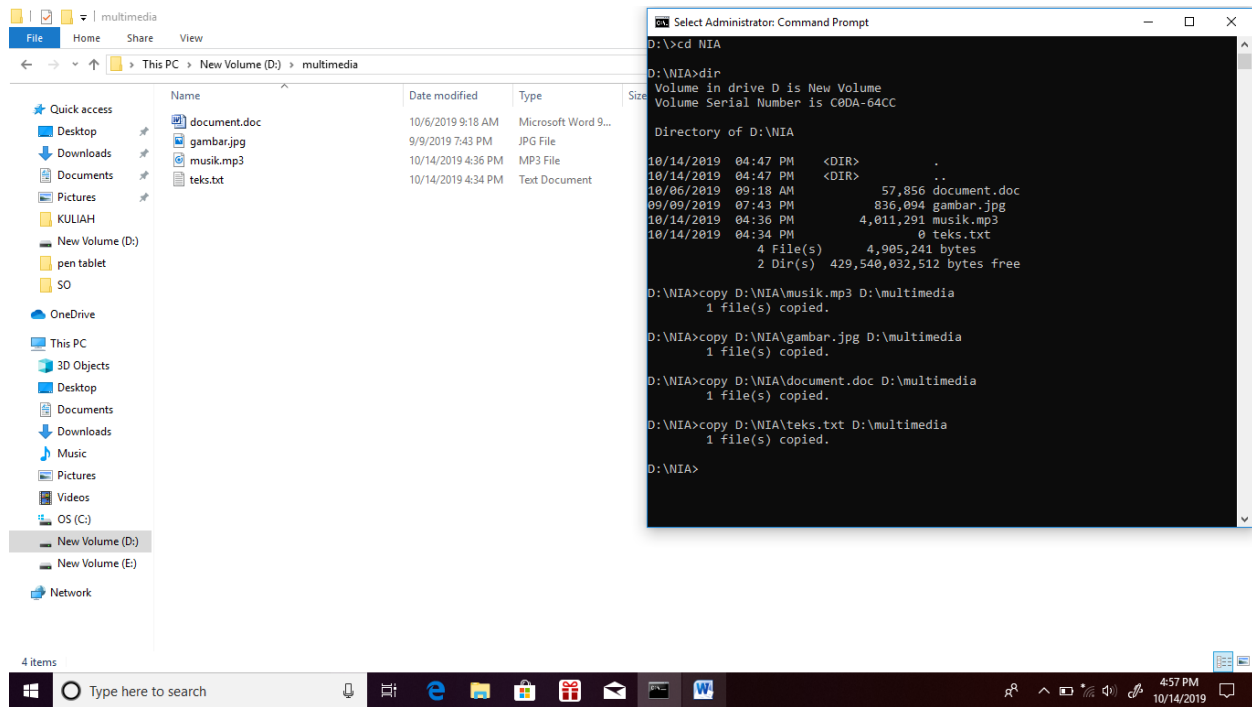 multimedia
File Home Share View
This PC > New Volume (D:) > multimedia
Name Date modified Type Size
document.doc 10/6/2019 9:18 AM Microsoft Word 9...
gambar.jpg 9/9/2019 7:43 PM JPG File
musik.mp3 10/14/2019 4:36 PM MP3 File
teks.txt 10/14/2019 4:34 PM Text Document
Quick access
Desktop
Downloads
Documents
Pictures
KULIAH
New Volume (D:)
pen tablet
SO
OneDrive
This PC
3D Objects
Desktop
Documents
Downloads
Music
Pictures
Videos
OS (C:)
New Volume (D:)
New Volume (E:)
Network
4 items
Select Administrator: Command Prompt
D:\>cd NIA
D:\NIA>dir
Volume in drive D is New Volume
Volume Serial Number is C0DA-64CC
Directory of D:\NIA
10/14/2019 04:47 PM <DIR> .
10/14/2019 04:47 PM <DIR> ..
10/06/2019 09:18 AM 57,856 document.doc
09/09/2019 07:43 PM 836,094 gambar.jpg
10/14/2019 04:36 PM 4,011,291 musik.mp3
10/14/2019 04:34 PM 0 teks.txt
4 File(s) 4,905,241 bytes
2 Dir(s) 429,540,032,512 bytes free
D:\NIA>copy D:\NIA\musik.mp3 D:\multimedia
1 file(s) copied.
D:\NIA>copy D:\NIA\gambar.jpg D:\multimedia
1 file(s) copied.
D:\NIA>copy D:\NIA\document.doc D:\multimedia
1 file(s) copied.
D:\NIA>copy D:\NIA\teks.txt D:\multimedia
1 file(s) copied.
D:\NIA>
Type here to search
4:57 PM
10/14/2019